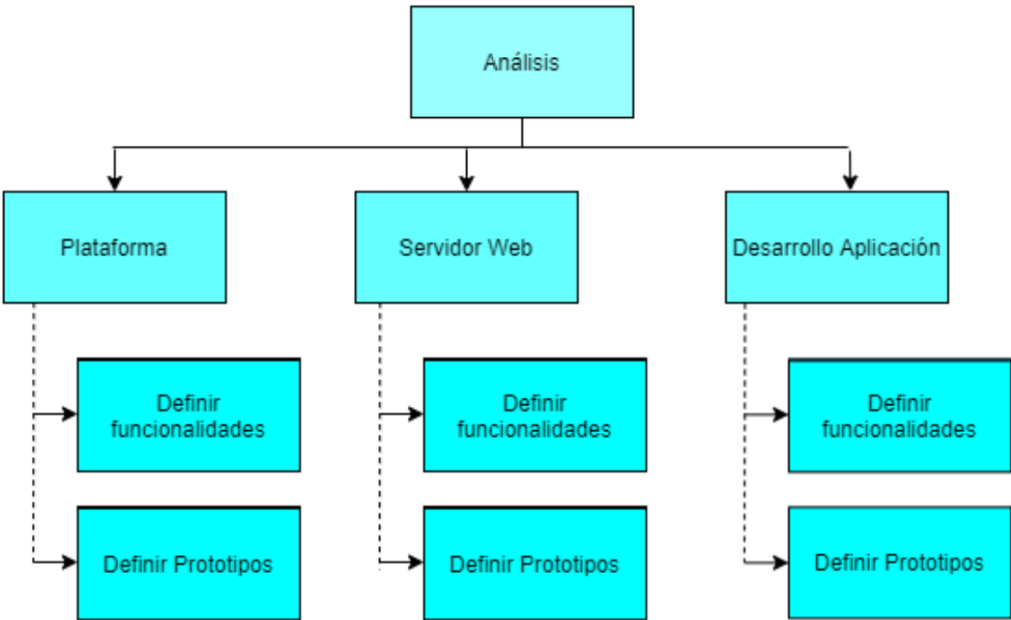 Análisis
Plataforma
Servidor Web
Desarrollo Aplicación
Definir
funcionalidades
Definir
funcionalidades
Definir
funcionalidades
Definir Prototipos
Definir Prototipos
Definir Prototipos